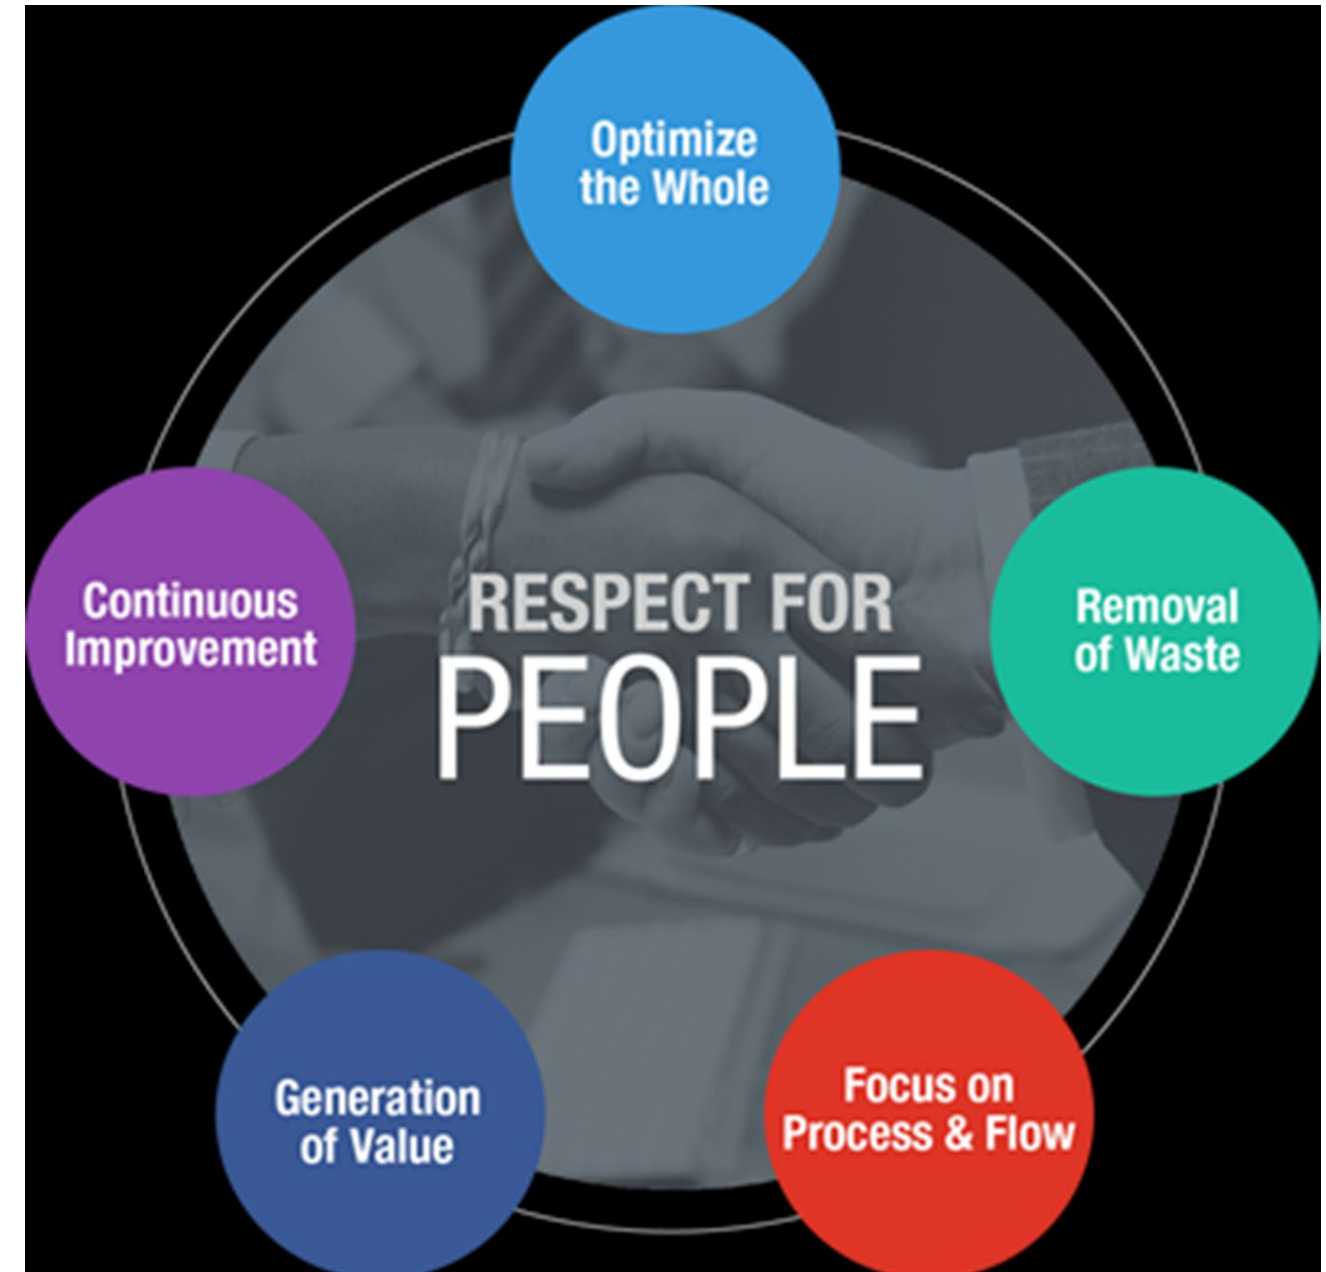 Optimize
the Whole
Continuous
Improvement
RESPECT FOR
PEOPLE
Removal
of Waste
Generation
of Value
Focus on
Process & Flow